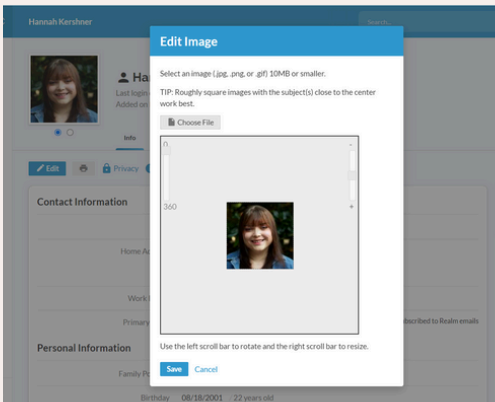 Hannah Kershner
Search...
Edit Image
Select an image (.jpg, .png, or .gif) 10MB or smaller.
TIP: Roughly square images with the subject(s) close to the center
work best.
Choose File
-
360
+
Use the left scroll bar to rotate and the right scroll bar to resize.
Save Cancel
Ha
Last login
Added on
Info
Edit
Privacy
Contact Information
Home A
Work
Primary
scribed to Realm emails
Personal Information
Family Po
Birthday 08/18/2001 22 years old